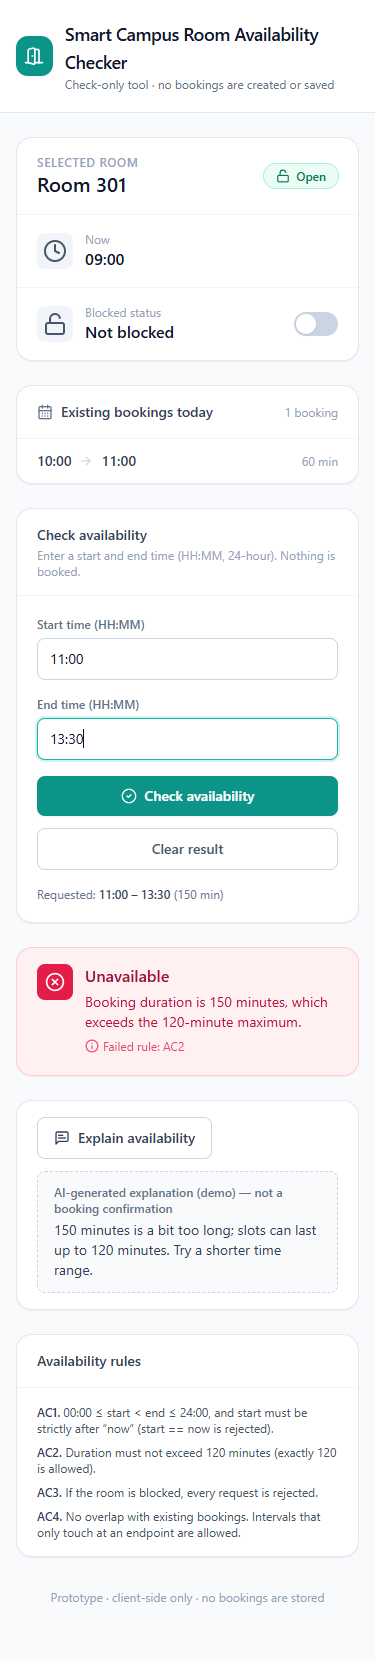 Smart Campus Room Availability
Checker
Check-only tool · no bookings are created or saved
SELECTED ROOM
Room 301
Open
Now
09:00
Blocked status
Not blocked
Existing bookings today
1 booking
10:00 → 11:00
60 min
Check availability
Enter a start and end time (HH:MM, 24-hour). Nothing is
booked.
Start time (HH:MM)
11:00
End time (HH:MM)
13:30
Check availability
Clear result
Requested: 11:00 – 13:30 (150 min)
Unavailable
Booking duration is 150 minutes, which
exceeds the 120-minute maximum.
Failed rule: AC2
Explain availability
AI-generated explanation (demo) — not a
booking confirmation
150 minutes is a bit too long; slots can last
up to 120 minutes. Try a shorter time
range.
Availability rules
AC1. 00:00 ≤ start < end ≤ 24:00, and start must be
strictly after “now” (start == now is rejected).
AC2. Duration must not exceed 120 minutes (exactly 120
is allowed).
AC3. If the room is blocked, every request is rejected.
AC4. No overlap with existing bookings. Intervals that
only touch at an endpoint are allowed.
Prototype · client-side only · no bookings are stored